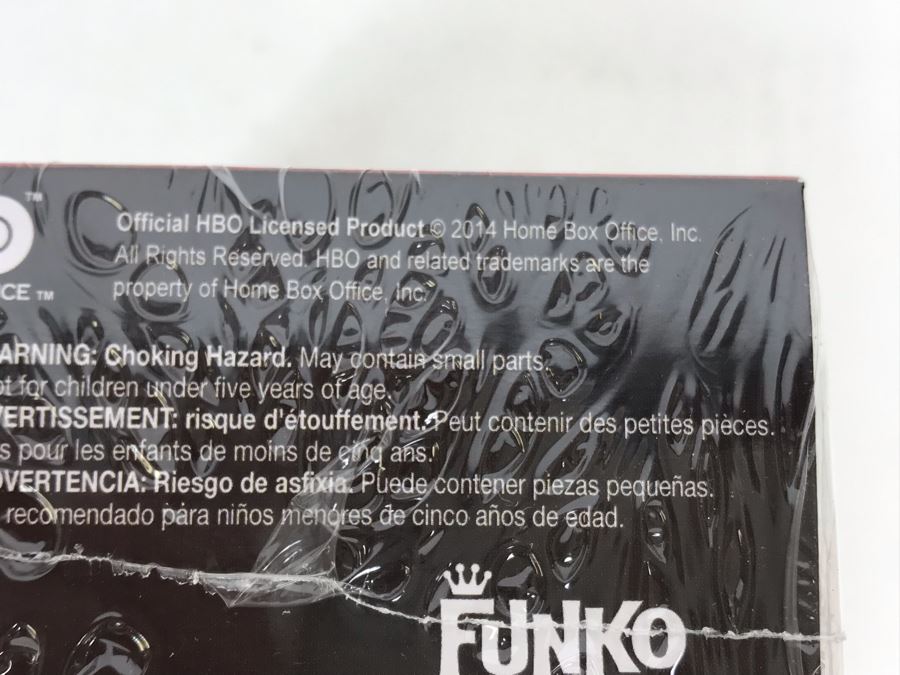 ™
Official HBO Licensed Product © 2014 Home Box Office, Inc.
All Rights Reserved. HBO and related trademarks are the
CE ™
property of Home Box Office, Inc.
ARNING: Choking Hazard. May contain small parts.
ot for children under five years of age.
VERTISSEMENT: risque d'étouffement. Peut contenir des petites pièces.
s pour les enfants de moins de cinq ans.
DVERTENCIA: Riesgo de asfixia. Puede contener piezas pequeñas.
recomendado para niños menores de cinco años de edad.
FUNKO